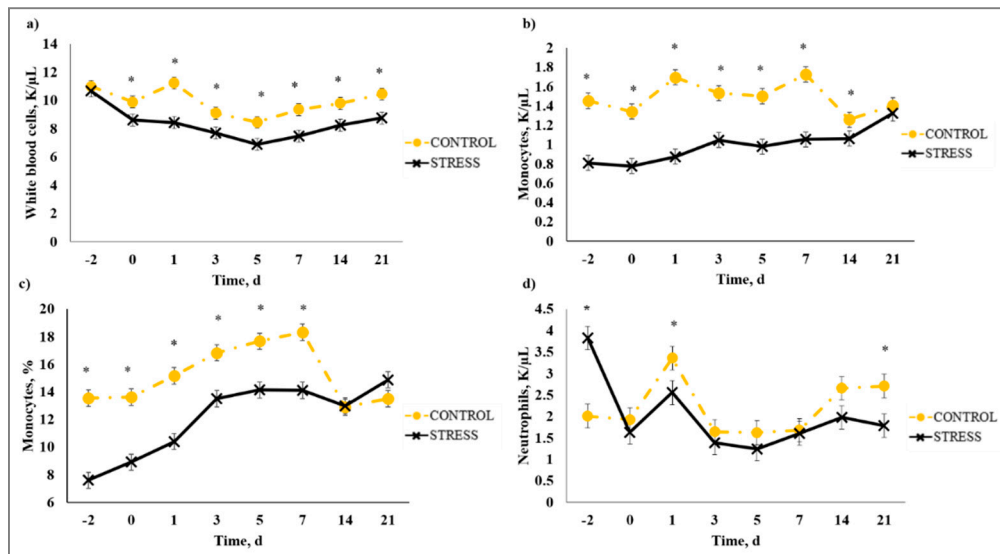 a)
White blood cells, K/µL
14
12
10
8
6
4
2
0
* * * * * * *
CONTROL
STRESS
-2 0 1 3 5 7 14 21
Time, d
b)
Monocytes, K/µL
2
1.8
1.6
1.4
1.2
1
0.8
0.6
0.4
0.2
0
* * * * * * *
CONTROL
STRESS
-2 0 1 3 5 7 14 21
Time, d
c)
Monocytes, %
20
18
16
14
12
10
8
6
* * * * * *
CONTROL
STRESS
-2 0 1 3 5 7 14 21
Time, d
d)
Neutrophils, K/µL
4.5
4
3.5
3
2.5
2
1.5
1
0.5
0
* * *
CONTROL
STRESS
-2 0 1 3 5 7 14 21
Time, d